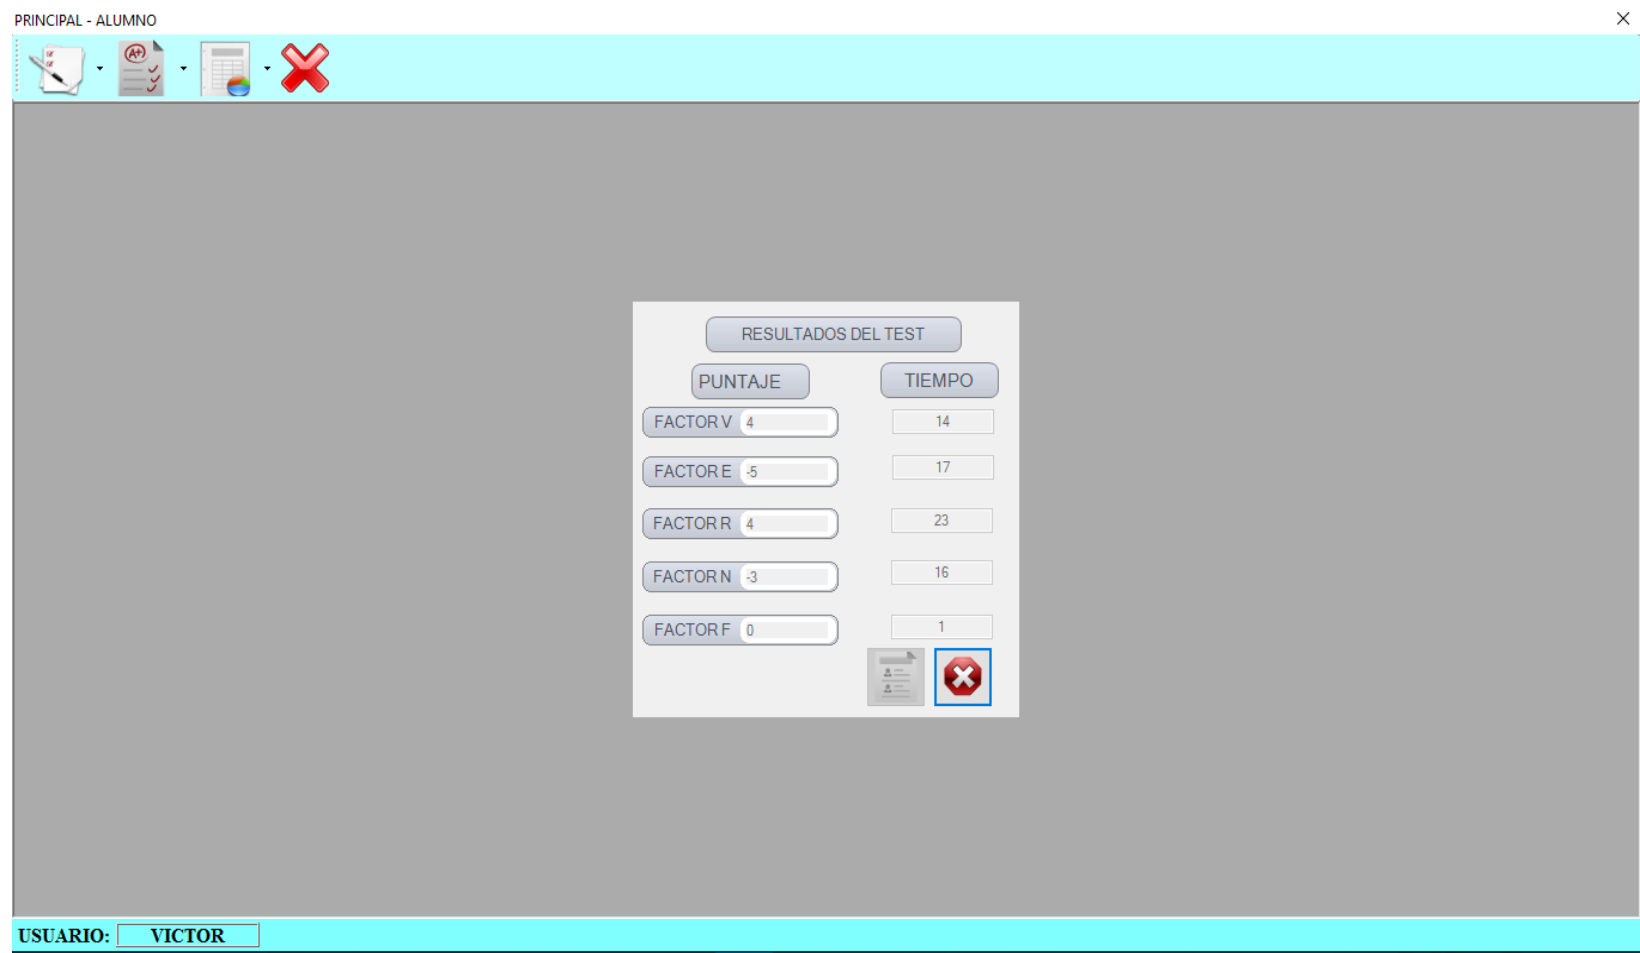 PRINCIPAL - ALUMNO
A+
RESULTADOS DEL TEST
PUNTAJE TIEMPO
FACTOR V 4 14
FACTOR E -5 17
FACTOR R 4 23
FACTOR N -3 16
FACTOR F 0 1
USUARIO: VICTOR